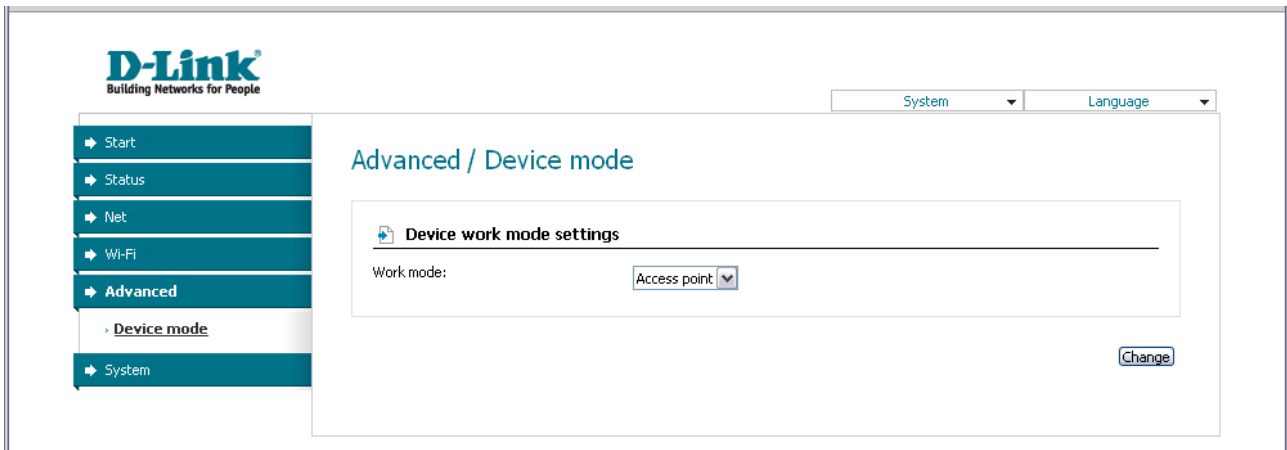 D-Link
Building Networks for People
System
Language
Start
Status
Net
Wi-Fi
Advanced
Device mode
System
Advanced / Device mode
Device work mode settings
Work mode:
Access point
Change